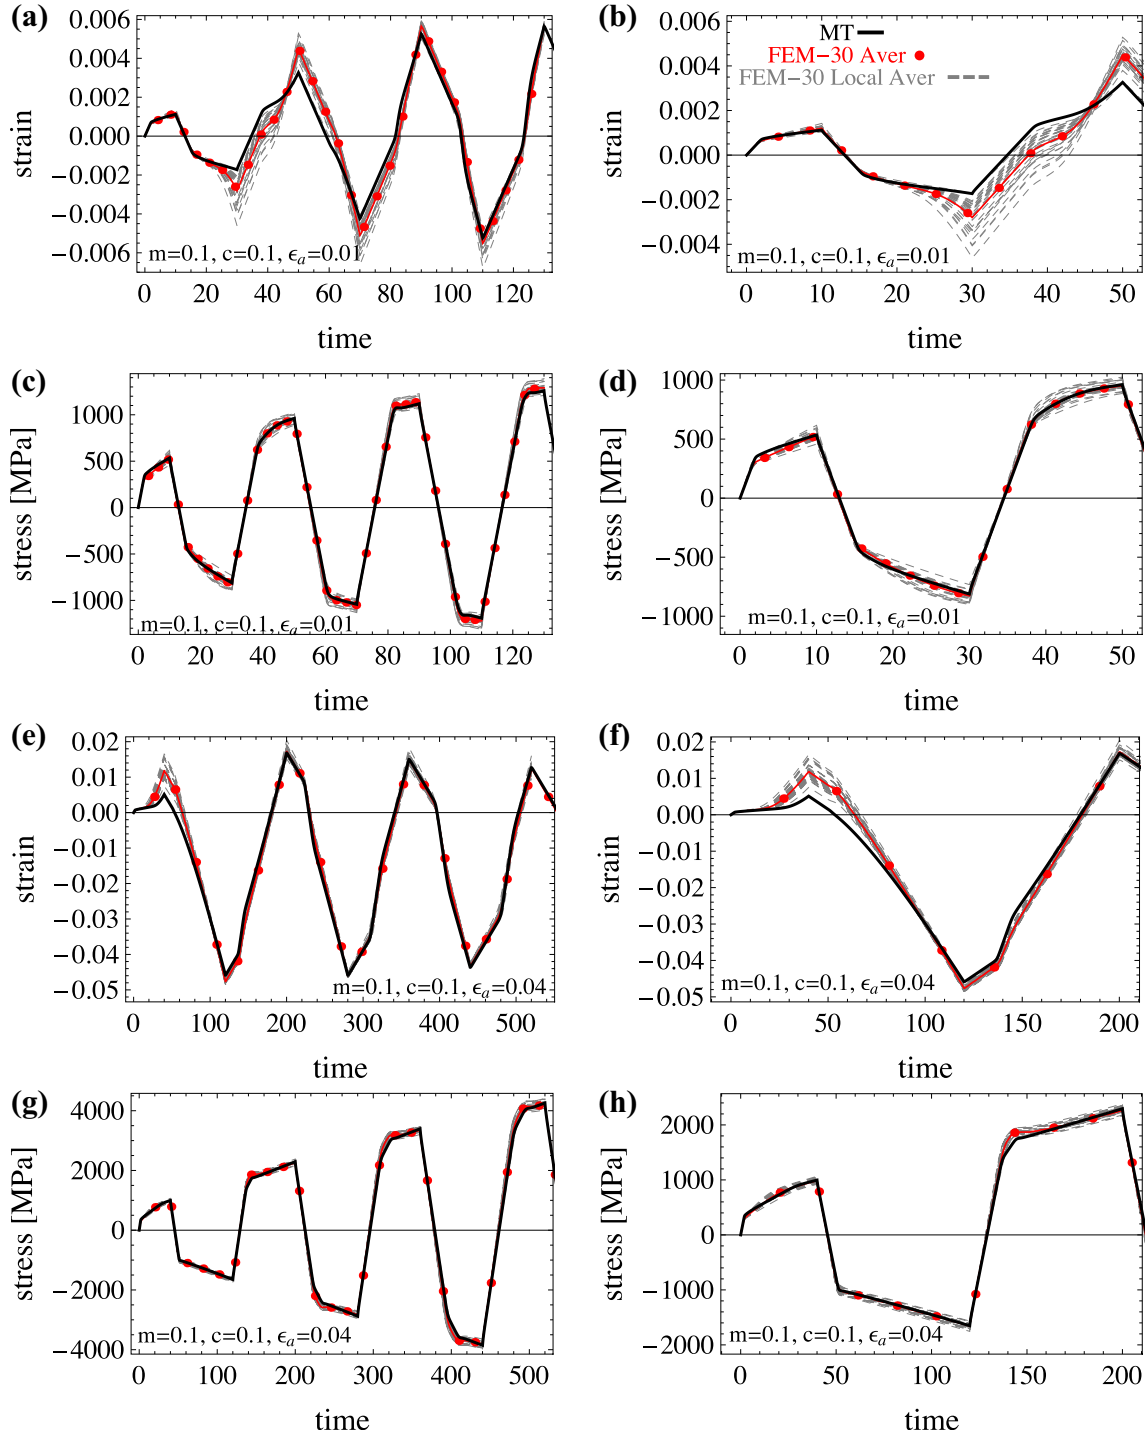 (a)
0.006
0.004
0.002
0.000
−0.002
−0.004
−0.006
strain
m=0.1, c=0.1, ϵa=0.01
0 20 40 60 80 100 120
time
(b)
MT
FEM−30 Aver
FEM−30 Local Aver
0.006
0.004
0.002
0.000
−0.002
−0.004
strain
m=0.1, c=0.1, ϵa=0.01
0 10 20 30 40 50
time
(c)
1000
500
0
−500
−1000
stress [MPa]
m=0.1, c=0.1, ϵa=0.01
0 20 40 60 80 100 120
time
(d)
1000
500
0
−500
−1000
stress [MPa]
m=0.1, c=0.1, ϵa=0.01
0 10 20 30 40 50
time
(e)
0.02
0.01
0.00
−0.01
−0.02
−0.03
−0.04
−0.05
strain
m=0.1, c=0.1, ϵa=0.04
0 100 200 300 400 500
time
(f)
0.02
0.01
0.00
−0.01
−0.02
−0.03
−0.04
−0.05
strain
m=0.1, c=0.1, ϵa=0.04
0 50 100 150 200
time
(g)
4000
2000
0
−2000
−4000
stress [MPa]
m=0.1, c=0.1, ϵa=0.04
0 100 200 300 400 500
time
(h)
2000
1000
0
−1000
−2000
stress [MPa]
m=0.1, c=0.1, ϵa=0.04
0 50 100 150 200
time